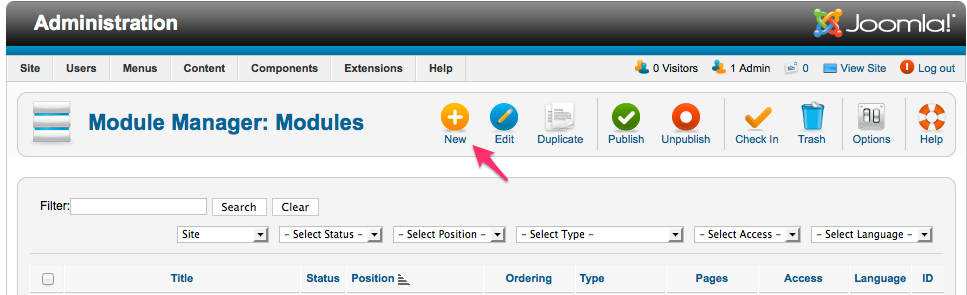 Administration Joomla!
Site Users Menus Content Components Extensions Help 0 Visitors 1 Admin 0 View Site Log out
Module Manager: Modules
New Edit Duplicate Publish Unpublish Check In Trash Options Help
Filter: Search Clear
Site - Select Status - - Select Position - - Select Type - - Select Access - - Select Language -
Title Status Position Ordering Type Pages Access Language ID